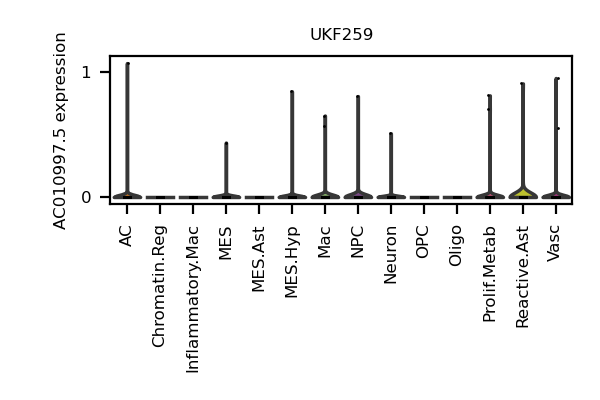 UKF259
AC010997.5 expression
1
0
AC
Chromatin.Reg
Inflammatory.Mac
MES
MES.Ast
MES.Hyp
Mac
NPC
Neuron
OPC
Oligo
Prolif.Metab
Reactive.Ast
Vasc